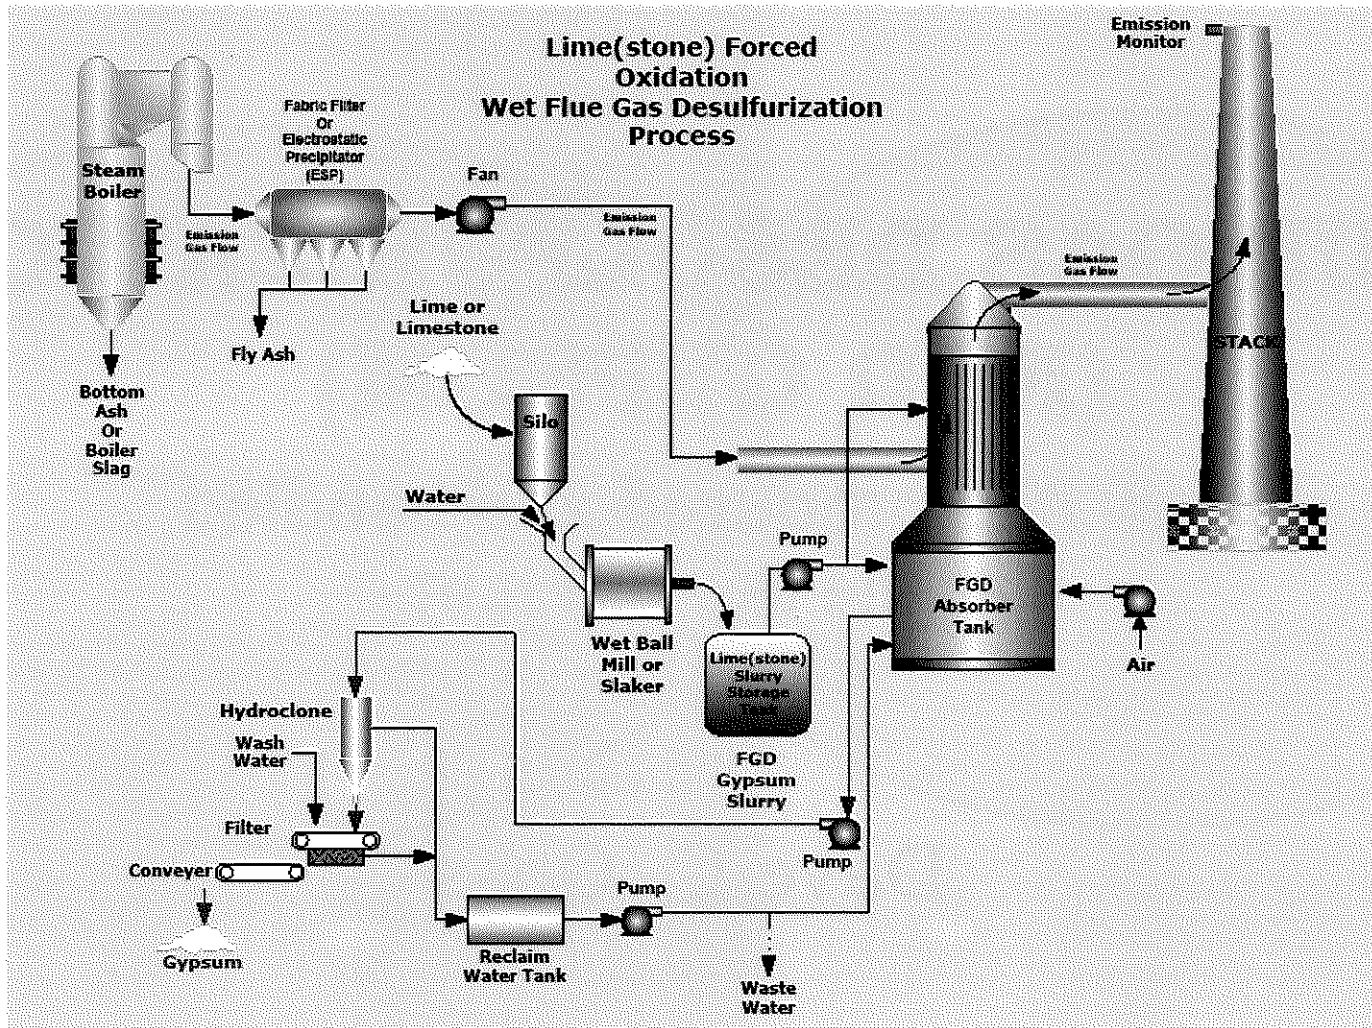 Lime(stone) Forced
Oxidation
Wet Flue Gas Desulfurization
Process
Emission
Monitor
Fabric Filter
Or
Electrostatic
Precipitator
(ESP)
Steam
Boiler
Fan
Emission
Gas Flow
Emission
Gas Flow
Emission
Gas Flow
Lime or
Limestone
Fly Ash
STACK
Bottom
Ash
Or
Boiler
Slag
Silo
Water
Pump
FGD
Absorber
Tank
Wet Ball
Mill or
Slaker
Lime(stone)
Slurry
Storage
Tank
Air
Hydroclone
Wash
Water
FGD
Gypsum
Slurry
Filter
Conveyer
Pump
Pump
Gypsum
Reclaim
Water Tank
Waste
Water